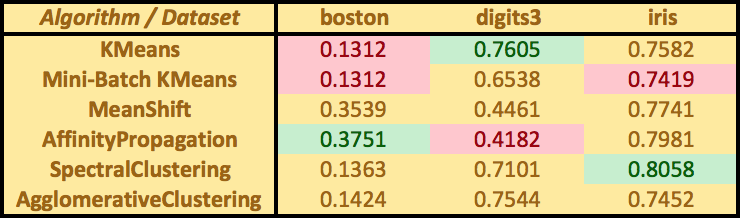 Algorithm / Dataset boston digits3 iris
KMeans 0.1312 0.7605 0.7582
Mini-Batch KMeans 0.1312 0.6538 0.7419
MeanShift 0.3539 0.4461 0.7741
AffinityPropagation 0.3751 0.4182 0.7981
SpectralClustering 0.1363 0.7101 0.8058
AgglomerativeClustering 0.1424 0.7544 0.7452